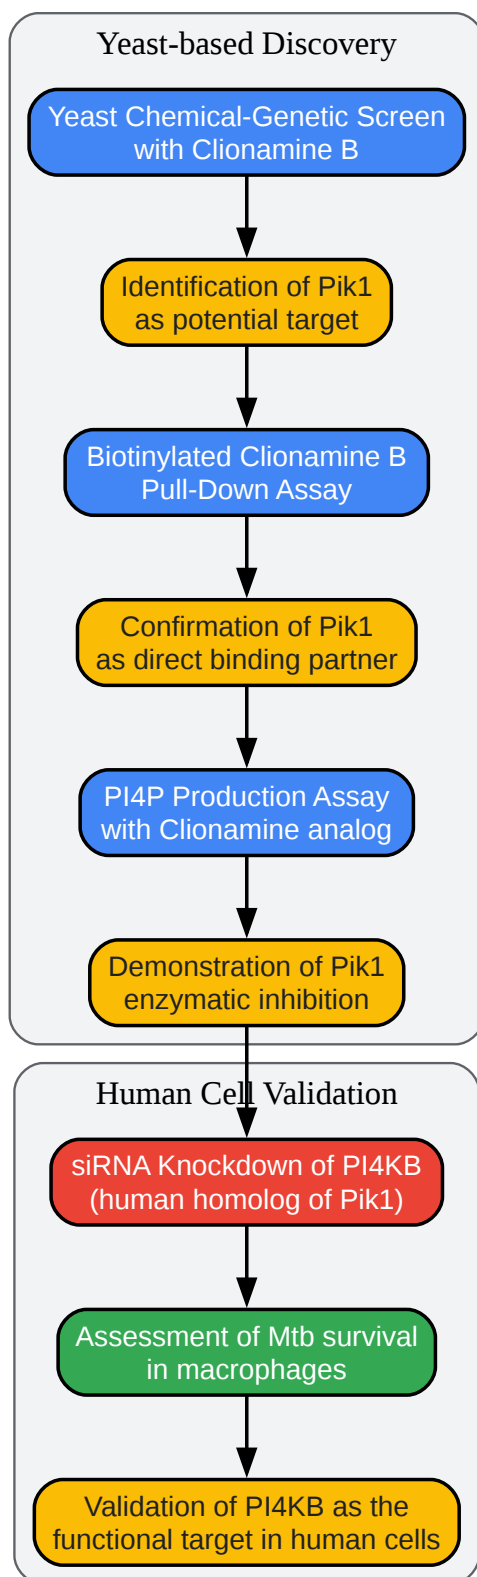 Yeast-based Discovery
Yeast Chemical-Genetic Screen
with Clionamine B
Identification of Pik1
as potential target
Biotinylated Clionamine B
Pull-Down Assay
Confirmation of Pik1
as direct binding partner
PI4P Production Assay
with Clionamine analog
Demonstration of Pik1
enzymatic inhibition
Human Cell Validation
siRNA Knockdown of PI4KB
(human homolog of Pik1)
Assessment of Mtb survival
in macrophages
Validation of PI4KB as the
functional target in human cells